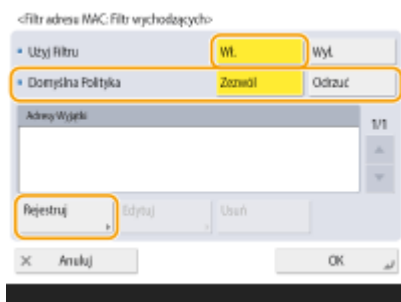 <Filtr adresu MAC: Filtr wychodzących>
Użyj Filtru Wł. Wył.
Domyślna Polityka Zezwól Odrzuć
Adresy Wyjątki
1/1
Rejestruj Edytuj Usuń
× Anuluj OK